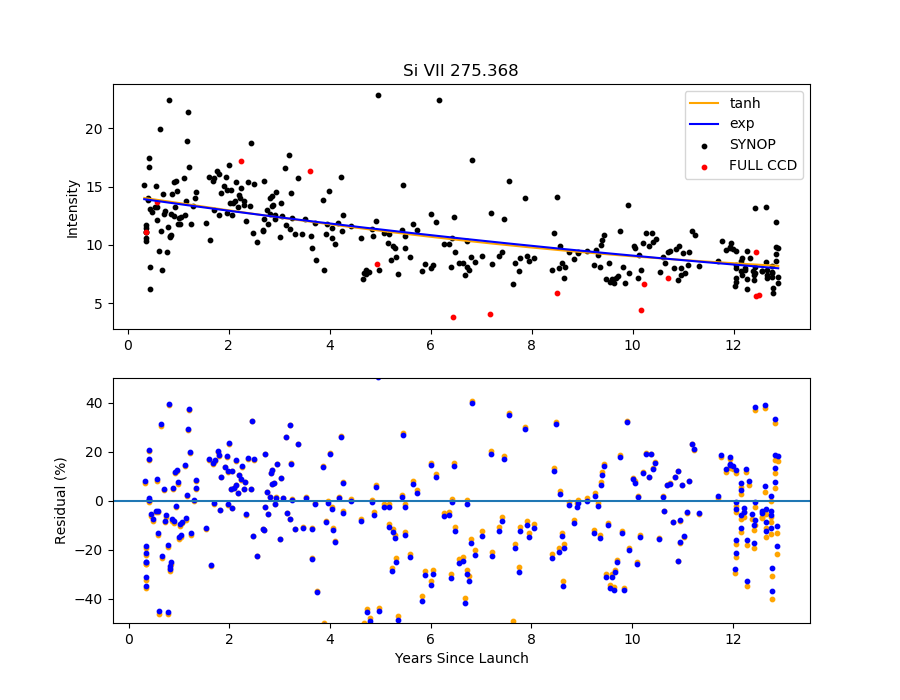 Si VII 275.368
tanh
exp
SYNOP
FULL CCD
Intensity
20
15
10
5
0 2 4 6 8 10 12
Residual (%)
40
20
0
−20
−40
0 2 4 6 8 10 12
Years Since Launch